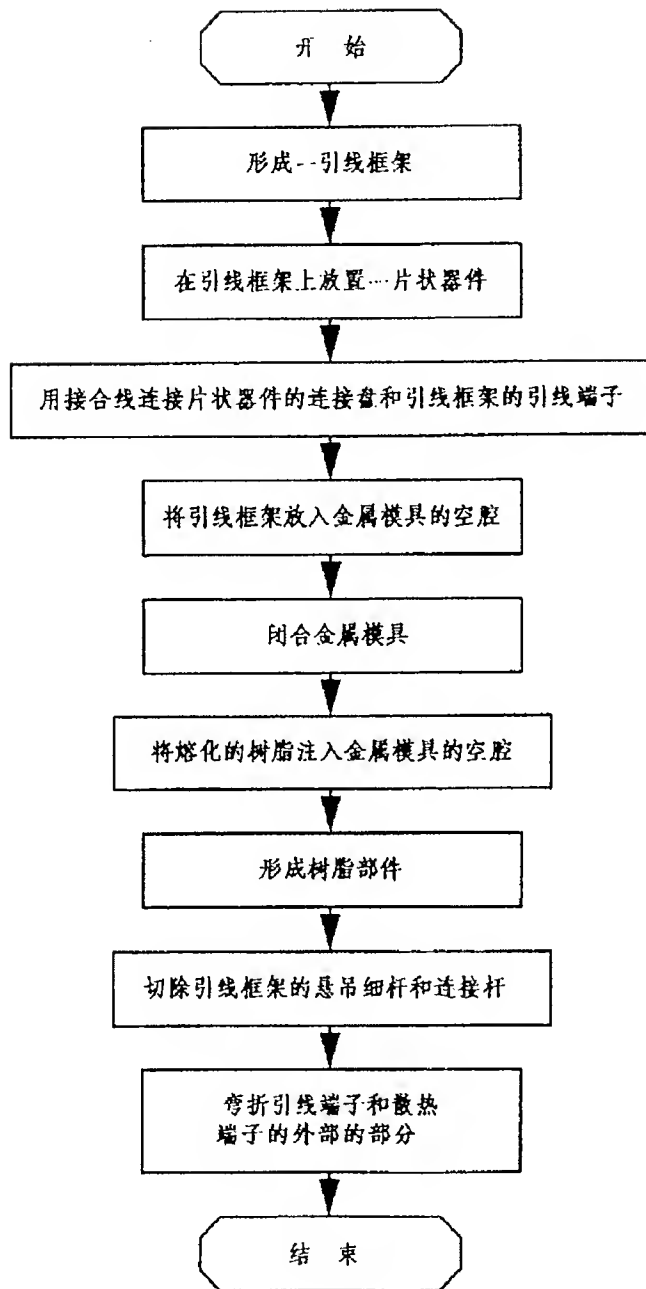 开 始
形成一引线框架
在引线框架上放置一片状器件
用接合线连接片状器件的连接盘和引线框架的引线端子
将引线框架放入金属模具的空腔
闭合金属模具
将熔化的树脂注入金属模具的空腔
形成树脂部件
切除引线框架的悬吊细杆和连接杆
弯折引线端子和散热
端子的外部的部分
结 束